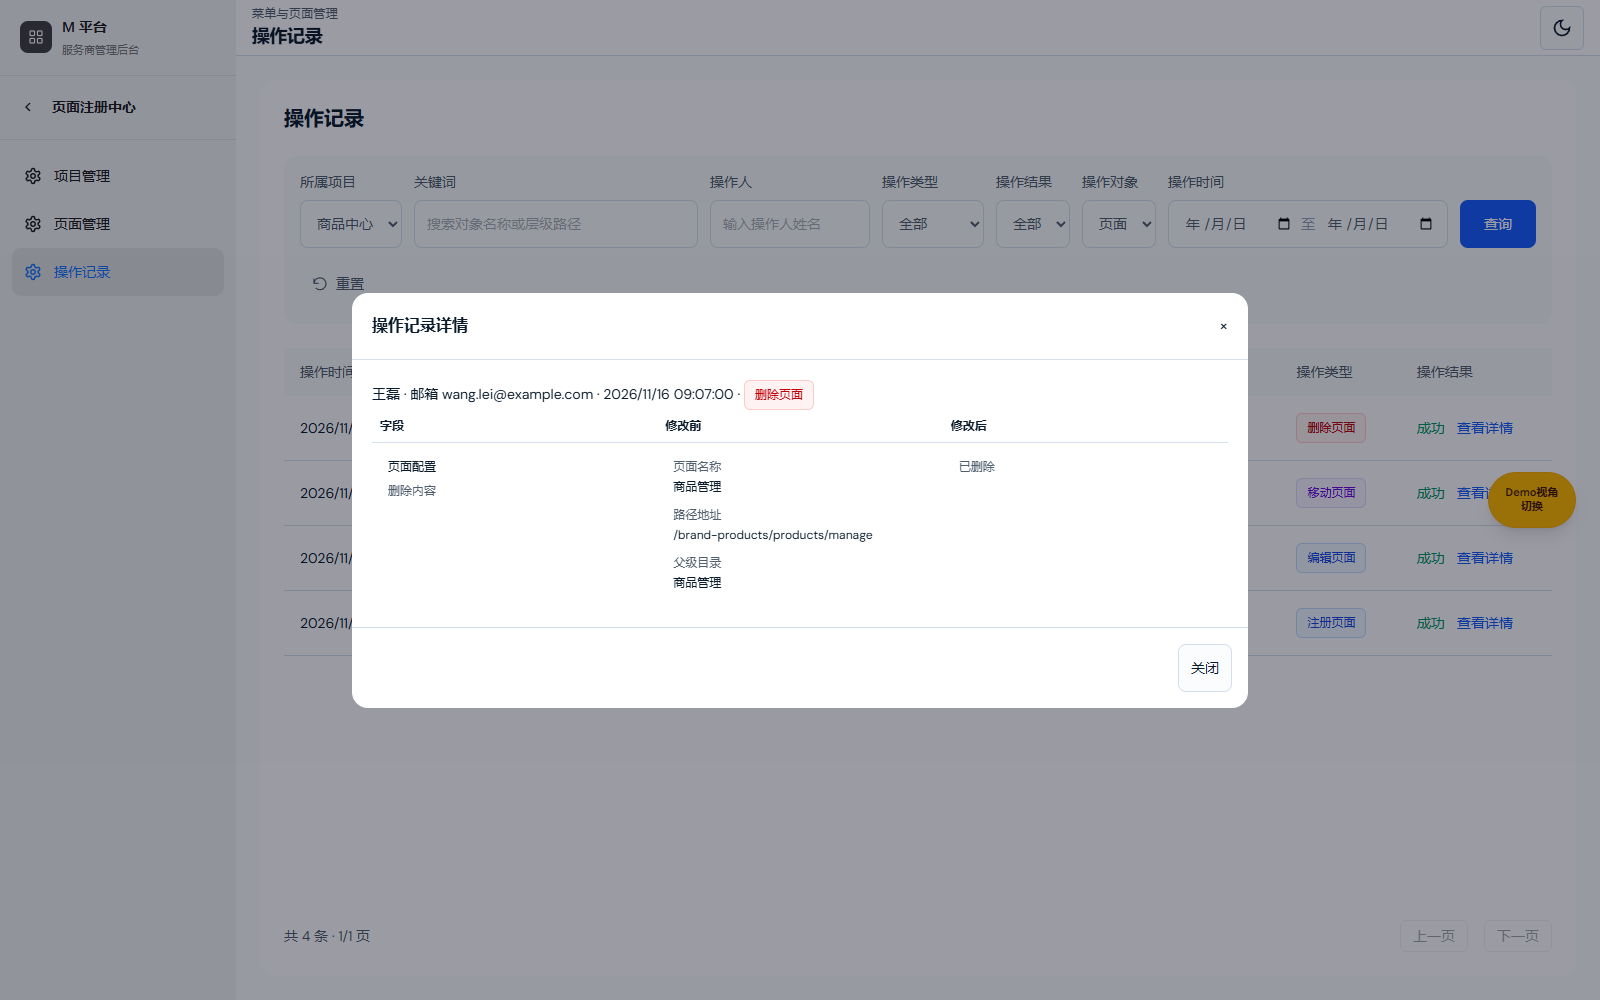 M 平台
服务商管理后台
页面注册中心
项目管理
页面管理
操作记录
菜单与页面管理
操作记录
操作记录
所属项目 关键词 操作人 操作类型 操作结果 操作对象 操作时间
商品中心 搜索对象名称或层级路径 输入操作人姓名 全部 全部 页面 年 /月/日 至 年 /月/日 查询
重置
操作时间 操作类型 操作结果
2026/11/ 删除页面 成功 查看详情
2026/11/ 移动页面 成功 查看
2026/11/ 编辑页面 成功 查看详情
2026/11/ 注册页面 成功 查看详情
Demo视角
切换
操作记录详情
×
王磊 · 邮箱 wang.lei@example.com · 2026/11/16 09:07:00 · 删除页面
字段 修改前 修改后
页面配置 页面名称 已删除
删除内容 商品管理
路径地址
/brand-products/products/manage
父级目录
商品管理
关闭
共 4 条 · 1/1 页
上一页 下一页